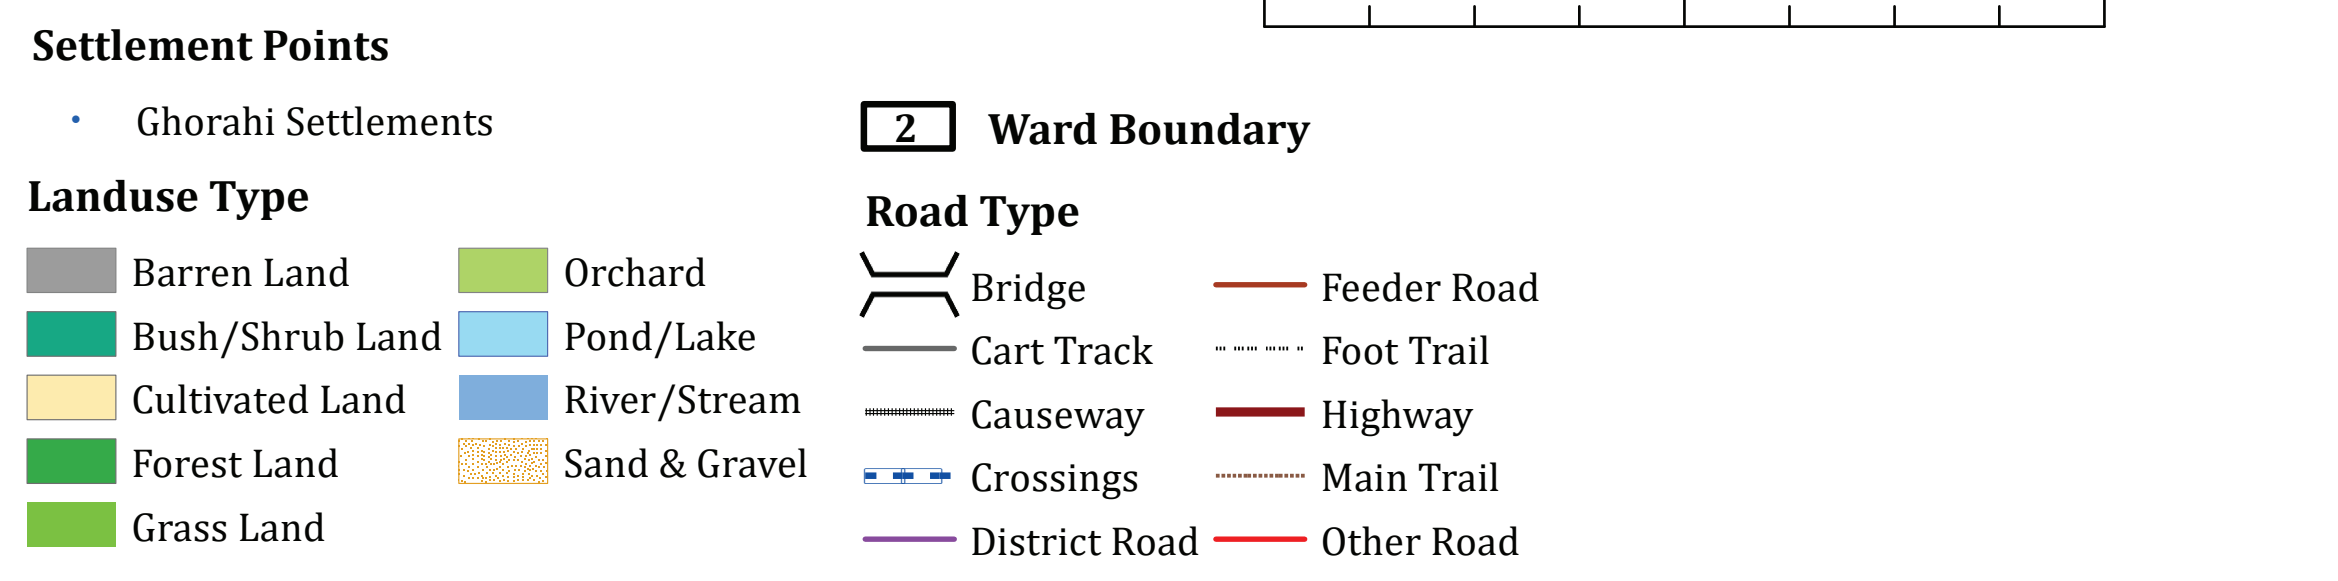 Settlement Points
Ghorahi Settlements
Landuse Type
Barren Land
Bush/Shrub Land
Cultivated Land
Forest Land
Grass Land
Orchard
Pond/Lake
River/Stream
Sand & Gravel
2 Ward Boundary
Road Type
Bridge
Cart Track
Causeway
Crossings
District Road
Feeder Road
Foot Trail
Highway
Main Trail
Other Road